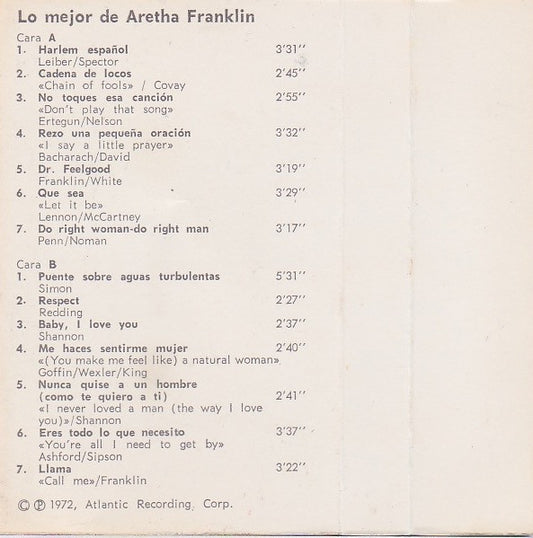 Lo mejor de Aretha Franklin
Cara A
1. Harlem español 3'31''
Leiber/Spector
2. Cadena de locos 2'45''
«Chain of fools» / Covay
3. No toques esa canción 2'55''
«Don't play that song»
Ertegun/Nelson
4. Rezo una pequeña oración 3'32''
«I say a little prayer»
Bacharach/David
5. Dr. Feelgood 3'19''
Franklin/White
6. Que sea 3'29''
«Let it be»
Lennon/McCartney
7. Do right woman-do right man 3'17''
Penn/Noman
Cara B
1. Puente sobre aguas turbulentas 5'31''
Simon
2. Respect 2'27''
Redding
3. Baby, I love you 2'37''
Shannon
4. Me haces sentirme mujer 2'40''
«(You make me feel like) a natural woman»
Goffin/Wexler/King
5. Nunca quise a un hombre
(como te quiero a ti) 2'41''
«I never loved a man (the way I love
you)»/Shannon
6. Eres todo lo que necesito 3'37''
«You're all I need to get by»
Ashford/Sipson
7. Llama 3'22''
«Call me»/Franklin
© ℗ 1972, Atlantic Recording, Corp.